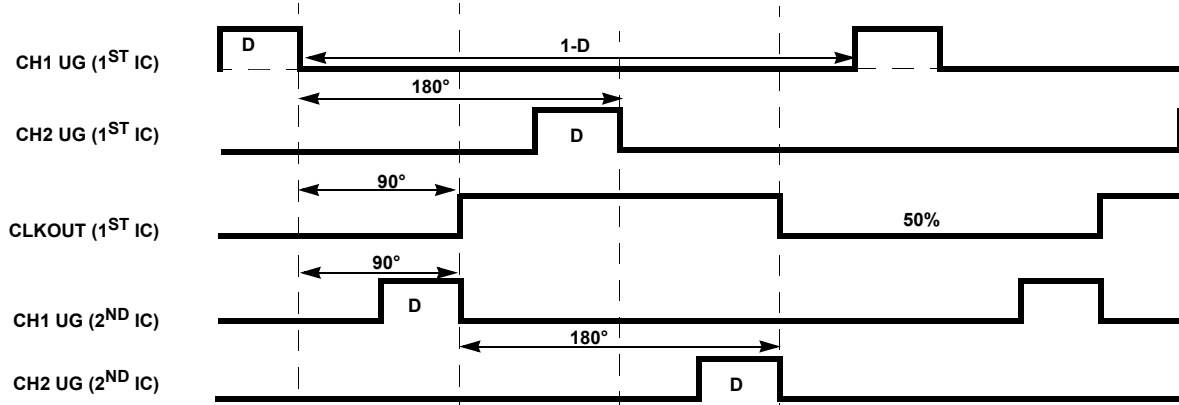 D
1-D
CH1 UG (1ST IC)
180°
CH2 UG (1ST IC)
D
90°
CLKOUT (1ST IC)
50%
90°
CH1 UG (2ND IC)
D
180°
CH2 UG (2ND IC)
D